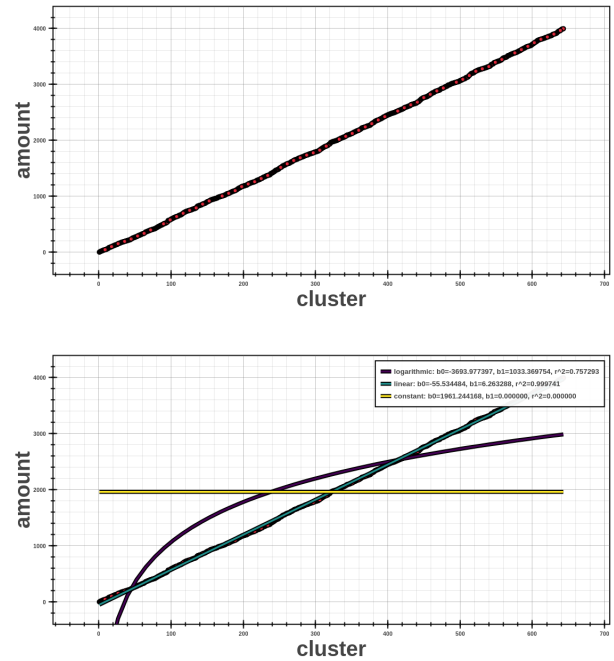 4000
3000
2000
1000
0
amount
0 100 200 300 400 500 600 700
cluster
logarithmic: b0=-3693.977397, b1=1033.369754, r^2=0.757293
linear: b0=-55.534484, b1=6.263288, r^2=0.999741
constant: b0=1961.244168, b1=0.000000, r^2=0.000000
4000
3000
2000
1000
0
amount
0 100 200 300 400 500 600 700
cluster